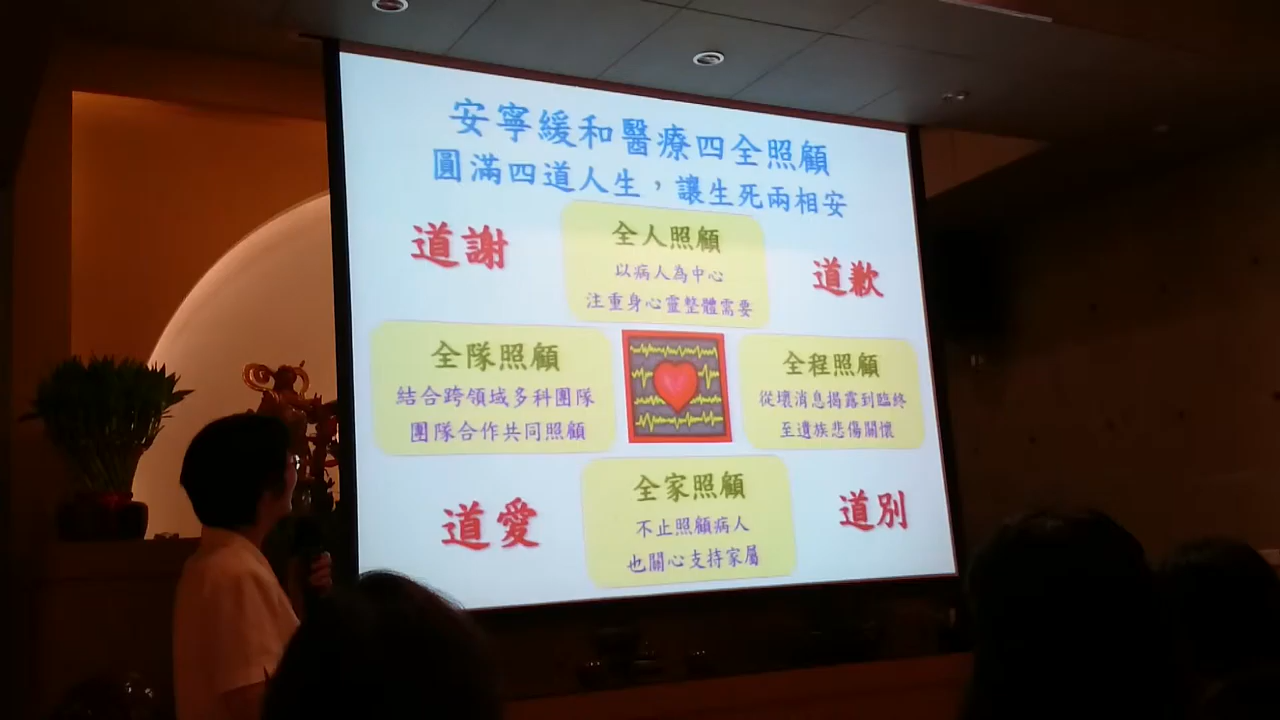 安寧緩和醫療四全照顧
圓滿四道人生，讓生死兩相安
道謝
全人照顧
以病人為中心
注重身心靈整體需要
道歉
全隊照顧
結合跨領域多科團隊
團隊合作共同照顧
全程照顧
從壞消息揭露到臨終
至遺族悲傷關懷
道愛
全家照顧
不止照顧病人
也關心支持家屬
道別